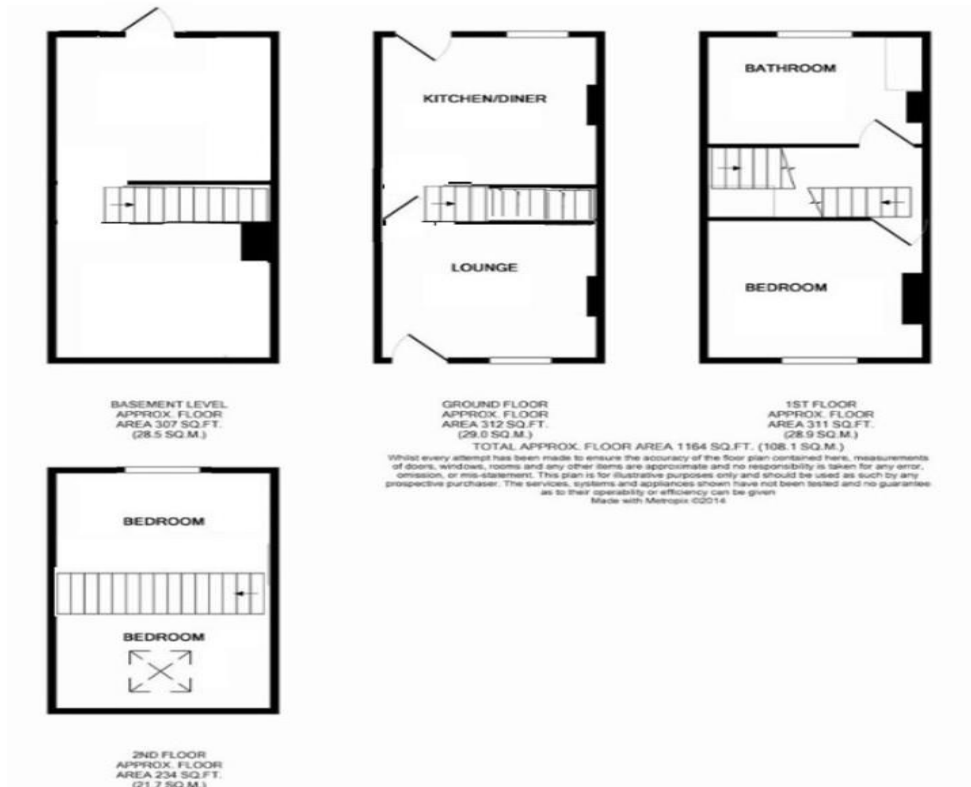 KITCHEN/DINER
LOUNGE
BATHROOM
BEDROOM
BASEMENT LEVEL
APPROX. FLOOR
AREA 307 SQ.FT.
(28.5 SQ.M.)
GROUND FLOOR
APPROX. FLOOR
AREA 312 SQ.FT.
(29.0 SQ.M.)
1ST FLOOR
APPROX. FLOOR
AREA 311 SQ.FT.
(28.9 SQ.M.)
TOTAL APPROX. FLOOR AREA 1164 SQ.FT. (108.1 SQ.M.)
Whilst every attempt has been made to ensure the accuracy of the floor plan contained here, measurements
of doors, windows, rooms and any other items are approximate and no responsibility is taken for any error,
omission, or mis-statement. This plan is for illustrative purposes only and should be used as such by any
prospective purchaser. The services, systems and appliances shown have not been tested and no guarantee
as to their operability or efficiency can be given
Made with Metropix ©2014
BEDROOM
BEDROOM
2ND FLOOR
APPROX. FLOOR
AREA 234 SQ.FT.
(21.7 SQ.M.)